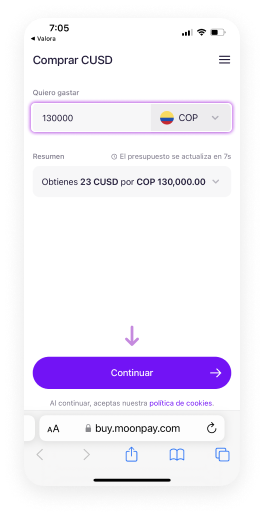 7:05
◀ Valora
Comprar CUSD
Quiero gastar
130000 COP
Resumen El presupuesto se actualiza en 7s
Obtienes 23 CUSD por COP 130,000.00
Continuar
Al continuar, aceptas nuestra política de cookies.
AA buy.moonpay.com